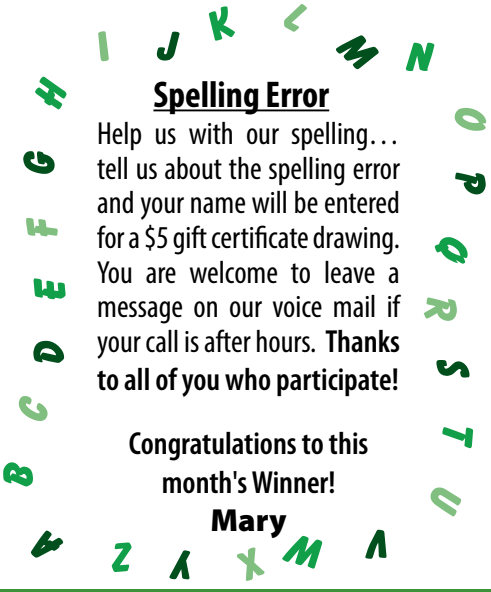 A B C D E F G H I J K L M N O P Q R S T U V W X Y Z
Spelling Error
Help us with our spelling…
tell us about the spelling error
and your name will be entered
for a $5 gift certificate drawing.
You are welcome to leave a
message on our voice mail if
your call is after hours. Thanks
to all of you who participate!
Congratulations to this
month's Winner!
Mary